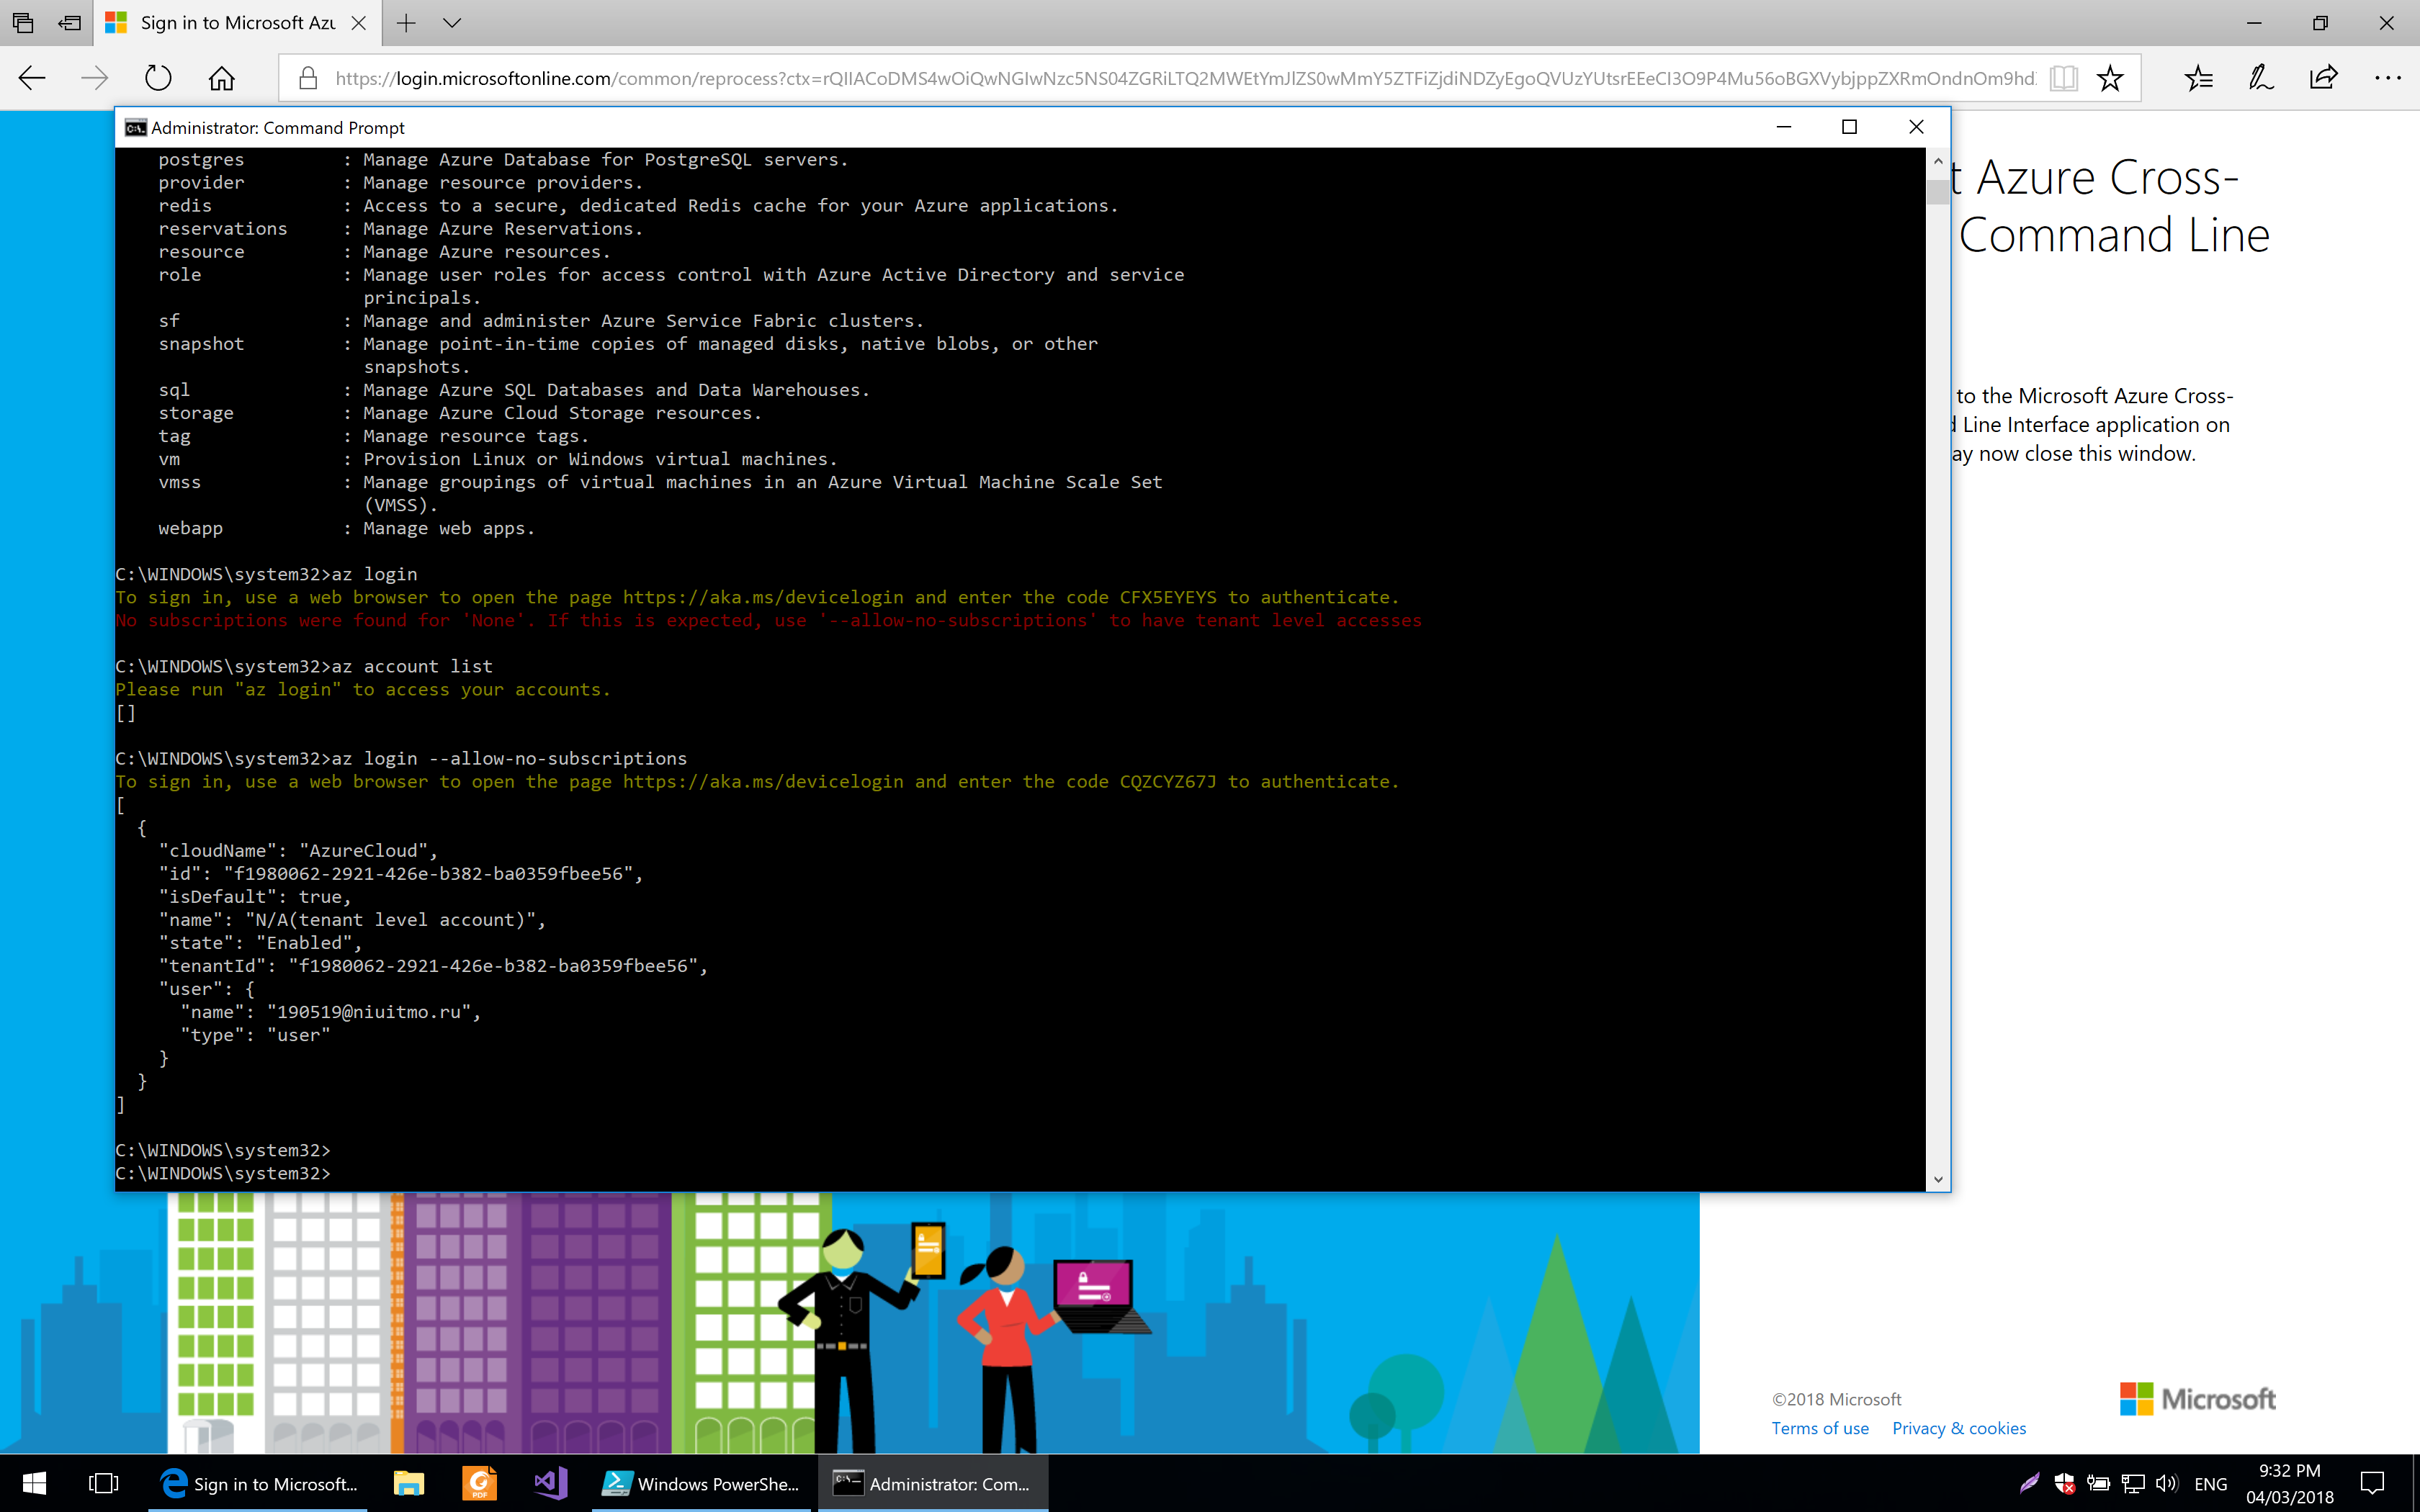 Sign in to Microsoft Azu
https://login.microsoftonline.com/common/reprocess?ctx=
Administrator: Command Prompt
postgres : Manage Azure Database for PostgreSQL servers.
provider : Manage resource providers.
redis : Access to a secure, dedicated Redis cache for your Azure applications.
reservations : Manage Azure Reservations.
resource : Manage Azure resources.
role : Manage user roles for access control with Azure Active Directory and service
principals.
sf : Manage and administer Azure Service Fabric clusters.
snapshot : Manage point-in-time copies of managed disks, native blobs, or other
snapshots.
sql : Manage Azure SQL Databases and Data Warehouses.
storage : Manage Azure Cloud Storage resources.
tag : Manage resource tags.
vm : Provision Linux or Windows virtual machines.
vmss : Manage groupings of virtual machines in an Azure Virtual Machine Scale Set
(VMSS).
webapp : Manage web apps.
C:\WINDOWS\system32>az login
To sign in, use a web browser to open the page https://aka.ms/devicelogin and enter the code CFX5EYEYS to authenticate.
No subscriptions were found for 'None'. If this is expected, use '--allow-no-subscriptions' to have tenant level accesses
C:\WINDOWS\system32>az account list
Please run "az login" to access your accounts.
[]
C:\WINDOWS\system32>az login --allow-no-subscriptions
To sign in, use a web browser to open the page https://aka.ms/devicelogin and enter the code CQZCYZ67J to authenticate.
[
{
"cloudName": "AzureCloud",
"id": "f1980062-2921-426e-b382-ba0359fbee56",
"isDefault": true,
"name": "N/A(tenant level account)",
"state": "Enabled",
"tenantId": "f1980062-2921-426e-b382-ba0359fbee56",
"user": {
"name": "190519@niuitmo.ru",
"type": "user"
}
}
]
C:\WINDOWS\system32>
C:\WINDOWS\system32>
t Azure Cross-
Command Line
to the Microsoft Azure Cross-
d Line Interface application on
ay now close this window.
©2018 Microsoft
Terms of use Privacy & cookies
Microsoft
Sign in to Microsoft...
PDF
Windows PowerShe...
Administrator: Com...
ENG
9:32 PM
04/03/2018